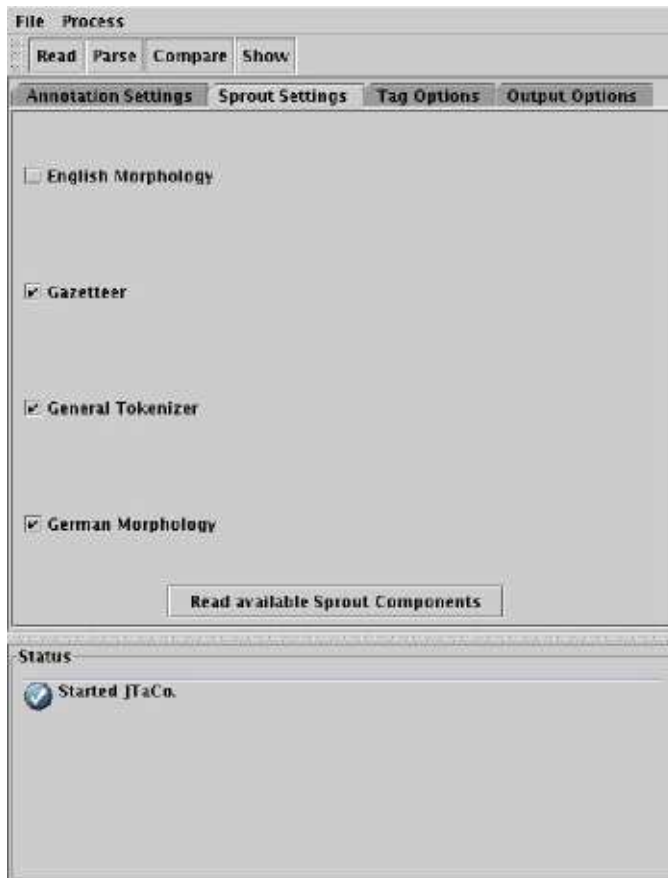 File Process
Read Parse Compare Show
Annotation Settings Sprout Settings Tag Options Output Options
English Morphology
Gazetteer
General Tokenizer
German Morphology
Read available Sprout Components
Status
Started JTaCo.